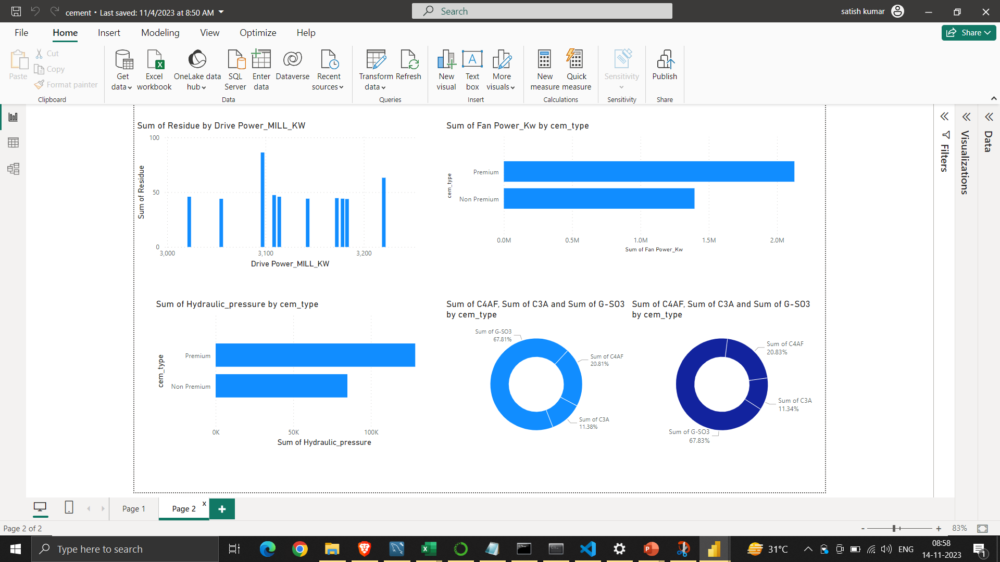 cement • Last saved: 11/4/2023 at 8:50 AM
Search
satish kumar
File Home Insert Modeling View Optimize Help
Share
Paste
Cut
Copy
Format painter
Clipboard
Get data
Excel workbook
OneLake data hub
SQL Server
Enter data
Dataverse
Recent sources
Data
Transform data
Refresh
Queries
New visual
Text box
More visuals
Insert
New measure
Quick measure
Calculations
Sensitivity
Sensitivity
Publish
Share
Sum of Residue by Drive Power_MILL_KW
Sum of Residue
100
50
0
3,000 3,100 3,200
Drive Power_MILL_KW
Sum of Fan Power_Kw by cem_type
cem_type
Premium
Non Premium
0.0M 0.5M 1.0M 1.5M 2.0M
Sum of Fan Power_Kw
Sum of Hydraulic_pressure by cem_type
cem_type
Premium
Non Premium
0K 50K 100K
Sum of Hydraulic_pressure
Sum of C4AF, Sum of C3A and Sum of G-SO3
by cem_type
Sum of G-SO3
67.81%
Sum of C4AF
20.81%
Sum of C3A
11.38%
Sum of C4AF, Sum of C3A and Sum of G-SO3
by cem_type
Sum of C4AF
20.83%
Sum of C3A
11.34%
Sum of G-SO3
67.83%
Filters
Visualizations
Data
Page 1
Page 2
x
+
Page 2 of 2
- + 83%
Type here to search
31°C
ENG
08:58
14-11-2023
1